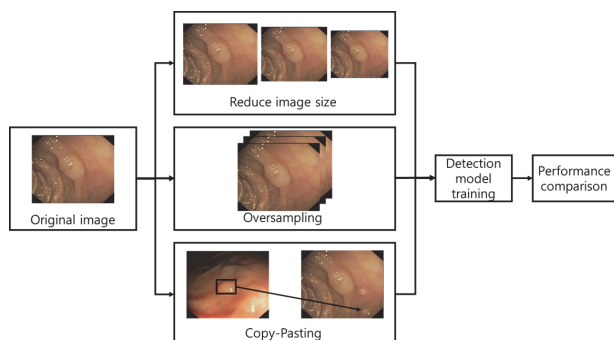 Reduce image size
Original image
Oversampling
Detection
model
training
Performance
comparison
Copy-Pasting